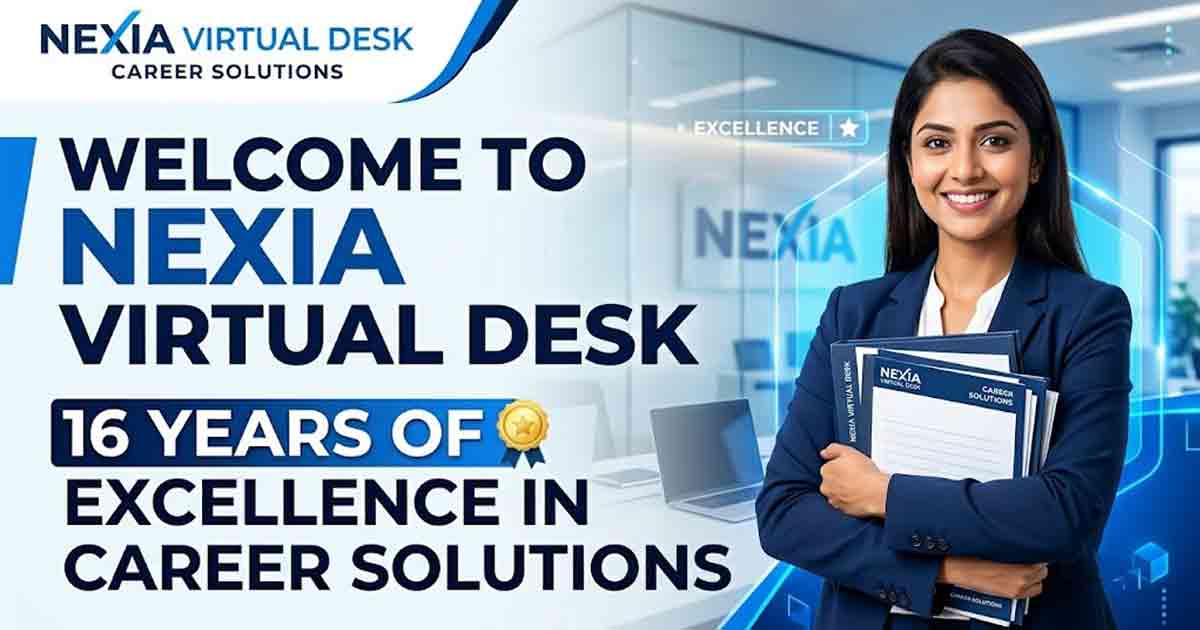 NEXIA VIRTUAL DESK
CAREER SOLUTIONS
WELCOME TO
NEXIA
VIRTUAL DESK
16 YEARS OF
EXCELLENCE IN
CAREER SOLUTIONS
EXCELLENCE
NEXIA
NEXIA VIRTUAL DESK
NEXIA
VIRTUAL DESK
CAREER
SOLUTIONS
CAREER SOLUTIONS